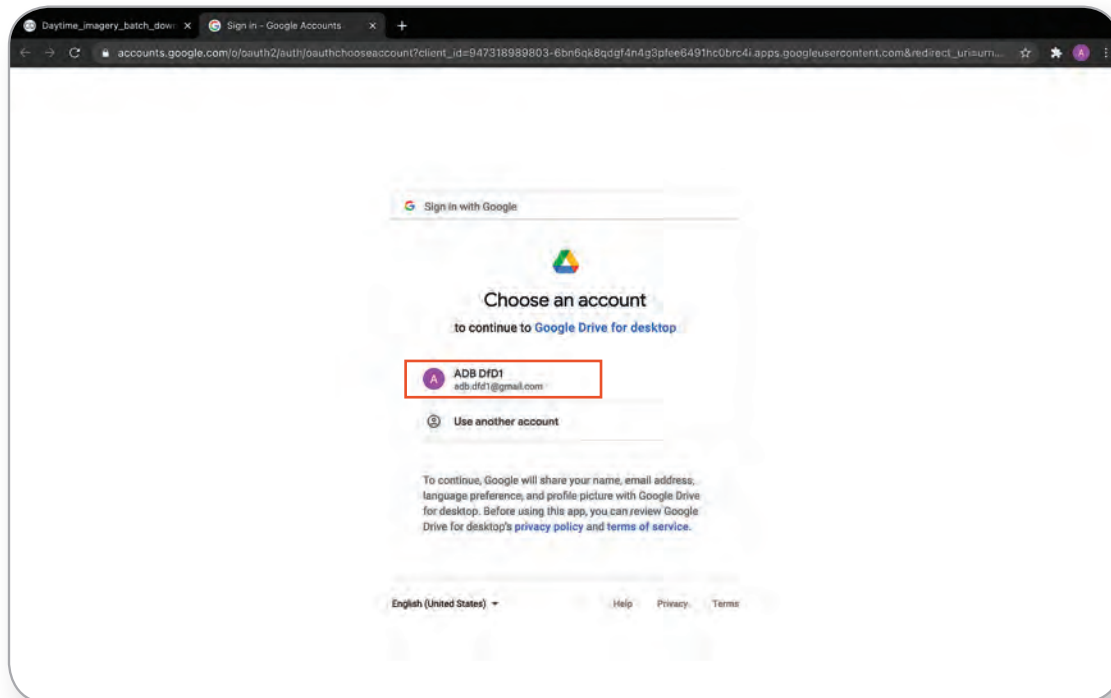 Daytime_imagery_batch_dow
Sign in - Google Accounts
accounts.google.com/o/oauth2/auth/oauthchooseaccount?client_id=947318989803-6bn6qk8qdgf4n4g3pfee6491hc0brc4i.apps.googleusercontent.com&redirect_uri=urn...
A
Sign in with Google
Choose an account
to continue to Google Drive for desktop
A
ADB DfD1
adb.dfd1@gmail.com
Use another account
To continue, Google will share your name, email address,
language preference, and profile picture with Google Drive
for desktop. Before using this app, you can review Google
Drive for desktop's privacy policy and terms of service.
English (United States)
Help Privacy Terms